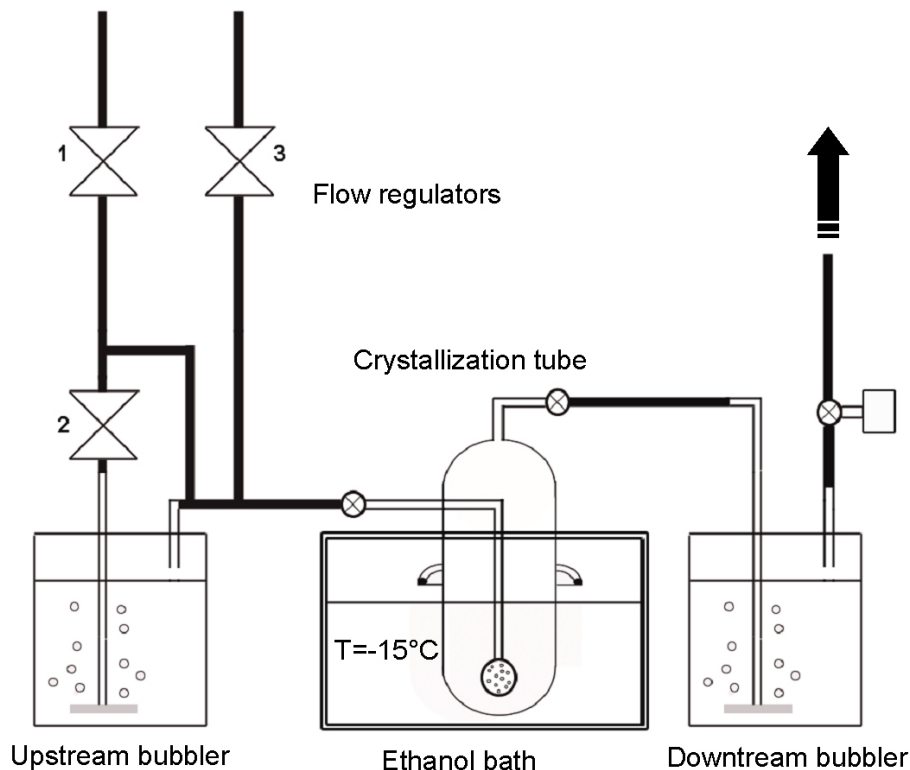 1
3
Flow regulators
Crystallization tube
2
T=-15°C
Upstream bubbler
Ethanol bath
Downtream bubbler